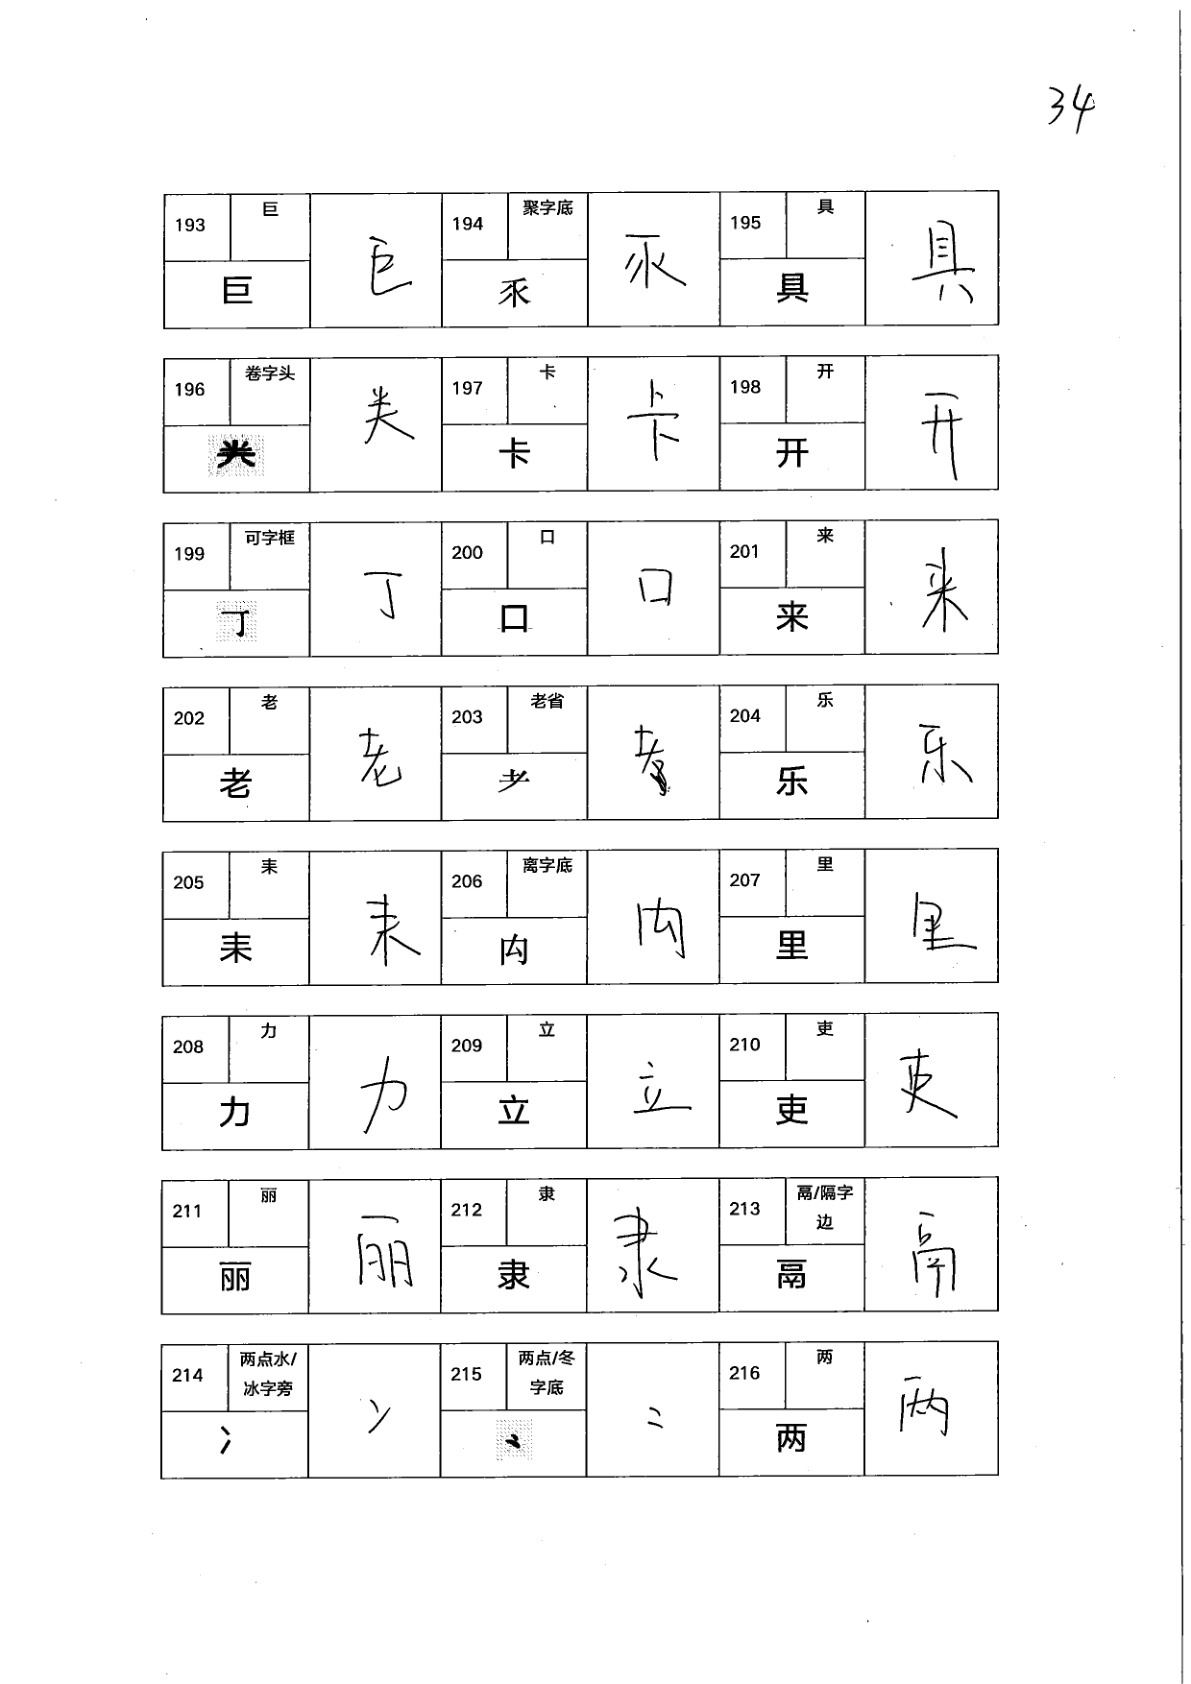 34
193 巨 巨 巨
194 聚字底 乑 乑
195 具 具 具
196 卷字头 龹 龹
197 卡 卡 卡
198 开 开 开
199 可字框 丁 丁
200 口 口 口
201 来 来 来
202 老 老 老
203 老省 耂
204 乐 乐 乐
205 耒 耒 耒
206 离字底 禸 禸
207 里 里 里
208 力 力 力
209 立 立 立
210 吏 吏 吏
211 丽 丽 丽
212 隶 隶 隶
213 鬲/隔字边 鬲 鬲
214 两点水/冰字旁 冫 冫
215 两点/冬字底 ⺀ ⺀
216 两 两 两